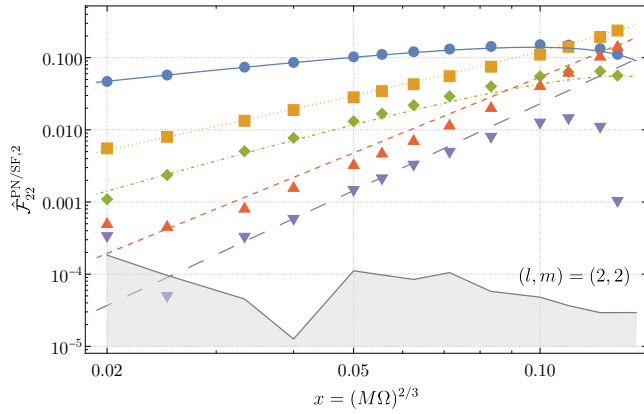 0.100
0.010
0.001
10⁻⁴
10⁻⁵
$\hat{\mathcal{F}}_{22}^{\mathrm{PN/SF},2}$
(l, m) = (2, 2)
0.02 0.05 0.10
x = (MΩ)^{2/3}